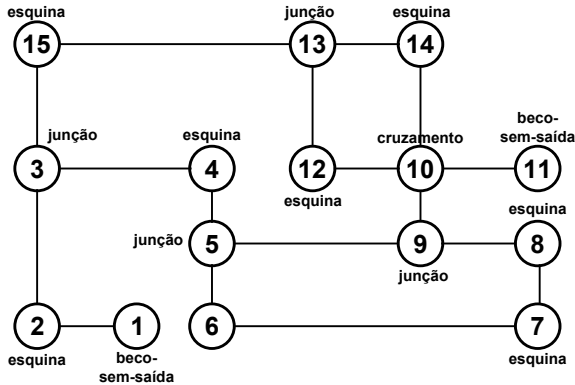 esquina
junção
esquina
15
13
14
junção
esquina
cruzamento
beco-
sem-saída
3
4
12
10
11
esquina
esquina
junção
5
9
8
junção
2
1
6
7
esquina
beco-
sem-saída
esquina